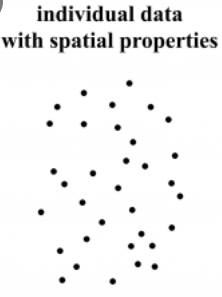 individual data
with spatial properties